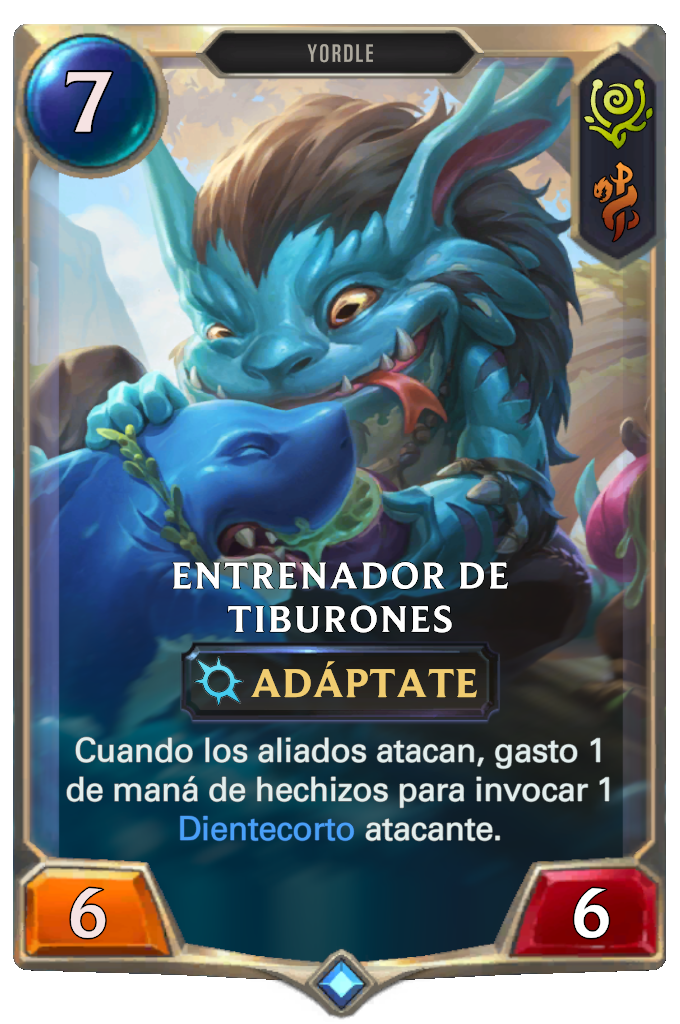 7
YORDLE
ENTRENADOR DE
TIBURONES
ADÁPTATE
Cuando los aliados atacan, gasto 1
de maná de hechizos para invocar 1
Dientecorto atacante.
6
6